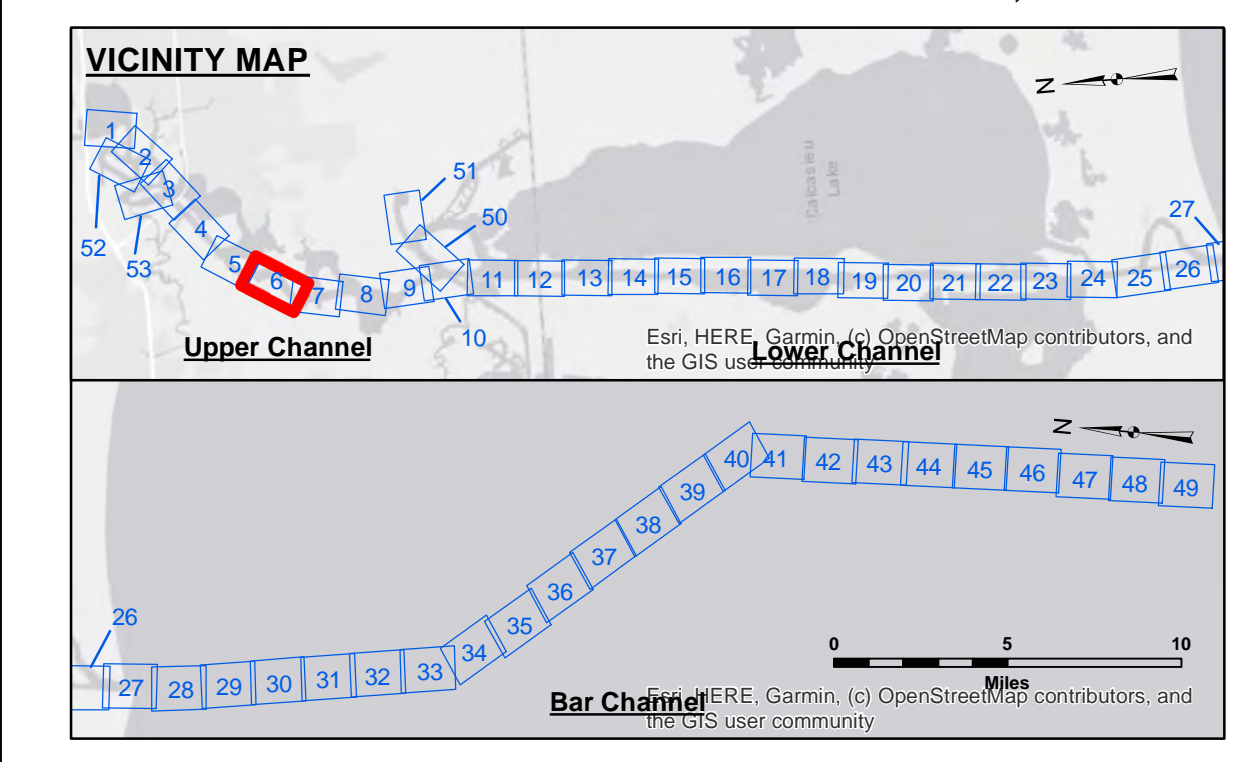 VICINITY MAP
N
1
2
3
52
53
4
5
6
7
8
9
10
51
50
11 12 13 14 15 16 17 18 19 20 21 22 23 24 25 26
27
Calcasieu
Lake
Upper Channel
Lower Channel
Esri, HERE, Garmin, (c) OpenStreetMap contributors, and
the GIS user community
N
26
27 28 29 30 31 32 33
34
35
36
37
38
39
40
41 42 43 44 45 46 47 48 49
0 5 10
Miles
Bar Channel
Esri, HERE, Garmin, (c) OpenStreetMap contributors, and
the GIS user community